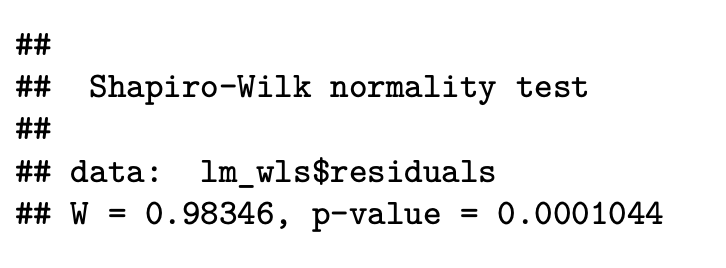 ##
##  Shapiro-Wilk normality test
##
## data:  lm_wls$residuals
## W = 0.98346, p-value = 0.0001044